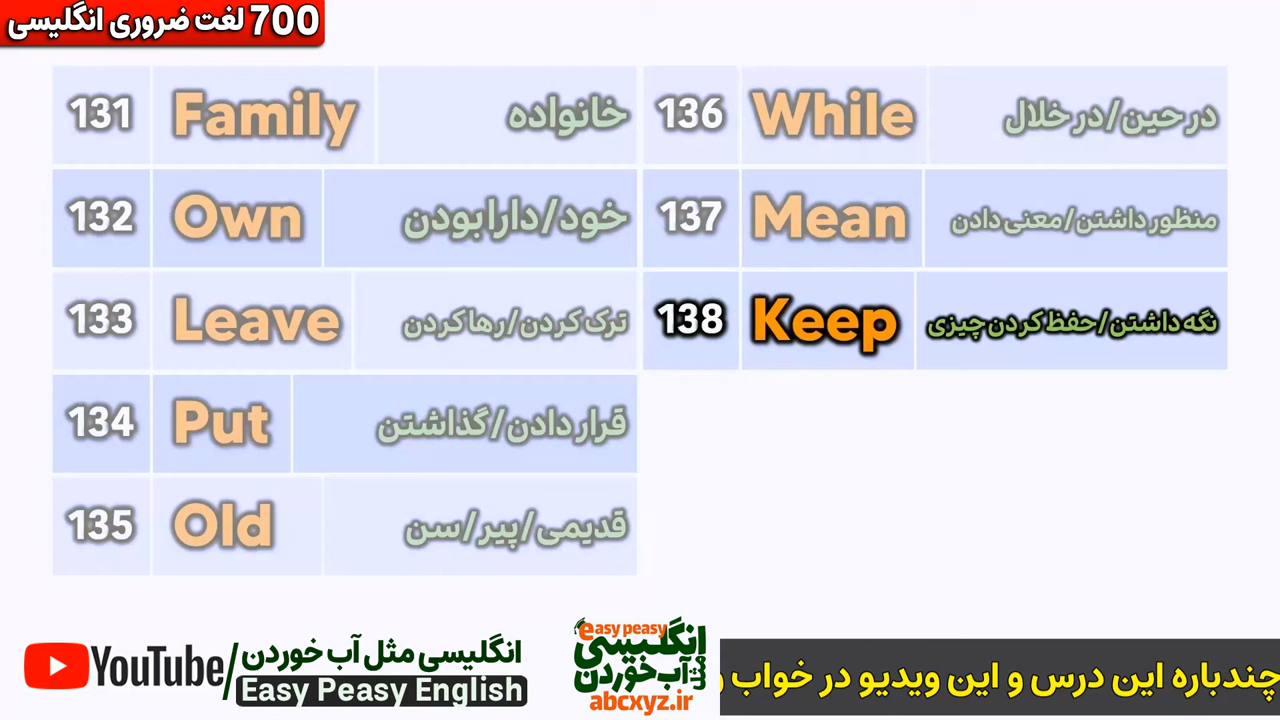 700 لغت ضروری انگلیسی
131 Family خانواده
132 Own خود/دارا بودن
133 Leave ترک کردن/رها کردن
134 Put قرار دادن/گذاشتن
135 Old قدیمی/پیر/سن
136 While در حین/در خلال
137 Mean منظور داشتن/معنی دادن
138 Keep نگه داشتن/حفظ کردن چیزی
YouTube/انگلیسی مثل آب خوردن
Easy Peasy English
easy peasy
انگلیسی
مثل آب خوردن
abcxyz.ir
چندباره این درس و این ویدیو در خواب و